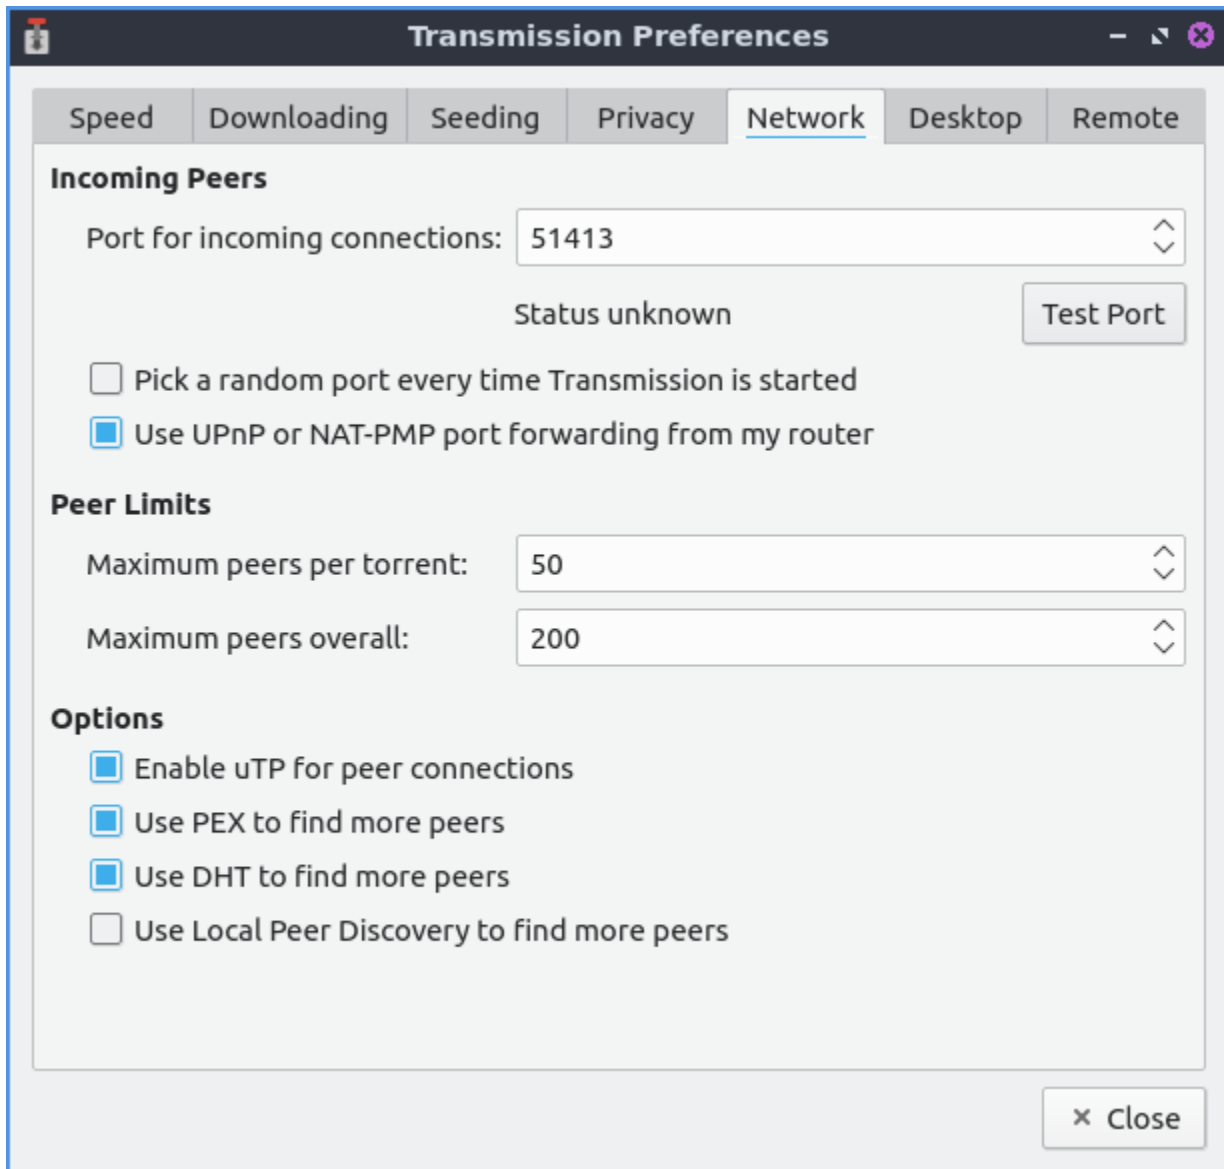 Transmission Preferences
Speed Downloading Seeding Privacy Network Desktop Remote
Incoming Peers
Port for incoming connections: 51413
Status unknown Test Port
Pick a random port every time Transmission is started
Use UPnP or NAT-PMP port forwarding from my router
Peer Limits
Maximum peers per torrent: 50
Maximum peers overall: 200
Options
Enable uTP for peer connections
Use PEX to find more peers
Use DHT to find more peers
Use Local Peer Discovery to find more peers
Close